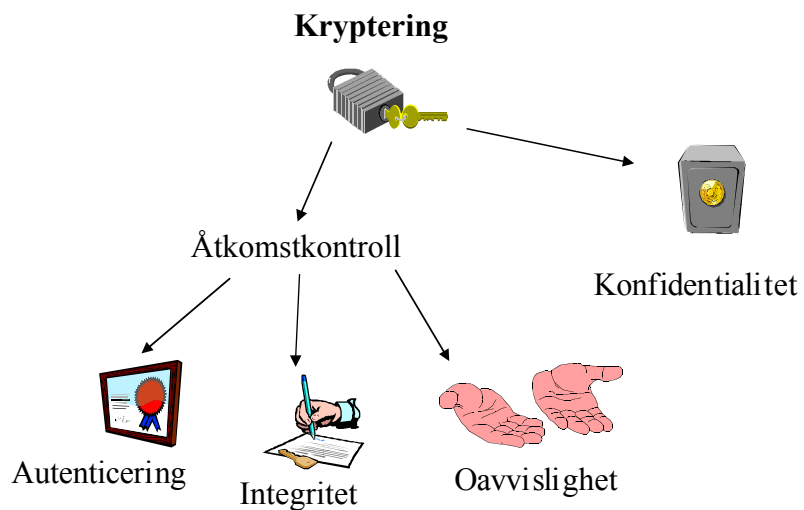 Kryptering
Åtkomstkontroll
Konfidentialitet
Autenticering
Integritet
Oavvislighet